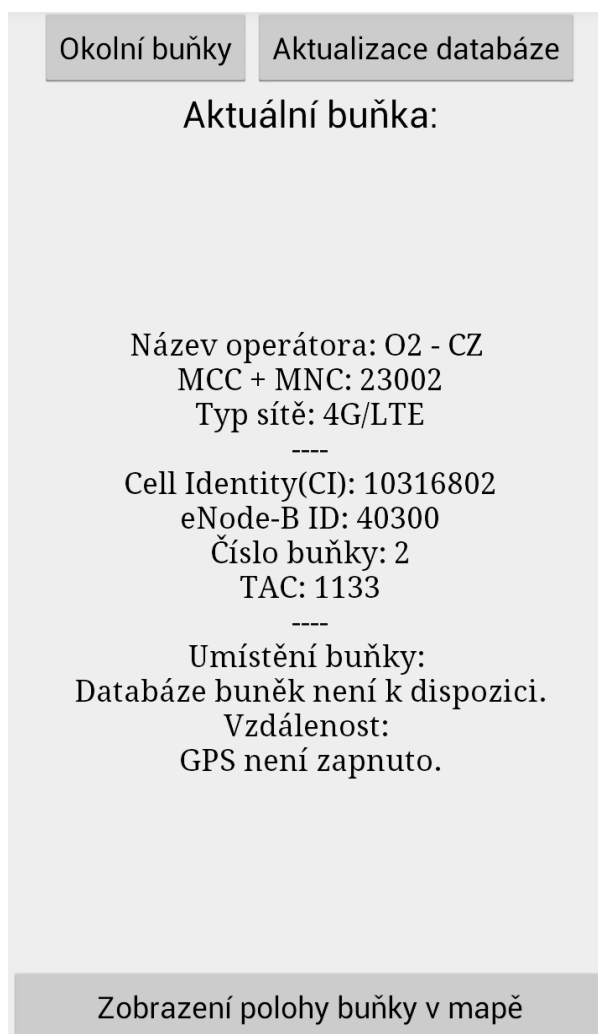 Okolní buňky
Aktualizace databáze
Aktuální buňka:
Název operátora: O2 - CZ
MCC + MNC: 23002
Typ sítě: 4G/LTE
----
Cell Identity(CI): 10316802
eNode-B ID: 40300
Číslo buňky: 2
TAC: 1133
----
Umístění buňky:
Databáze buněk není k dispozici.
Vzdálenost:
GPS není zapnuto.
Zobrazení polohy buňky v mapě